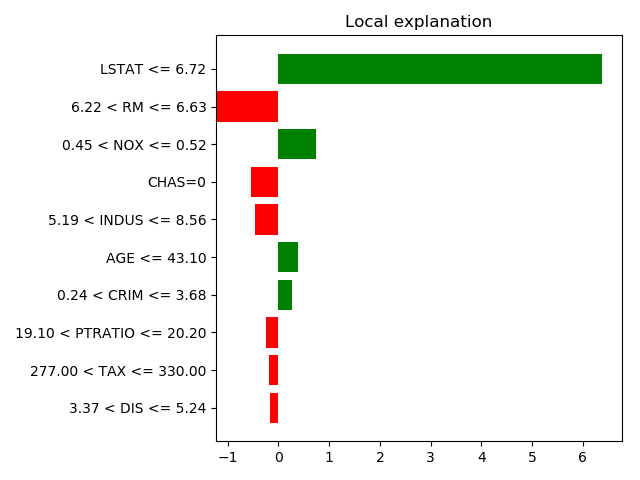 Local explanation
LSTAT <= 6.72
6.22 < RM <= 6.63
0.45 < NOX <= 0.52
CHAS=0
5.19 < INDUS <= 8.56
AGE <= 43.10
0.24 < CRIM <= 3.68
19.10 < PTRATIO <= 20.20
277.00 < TAX <= 330.00
3.37 < DIS <= 5.24
−1 0 1 2 3 4 5 6